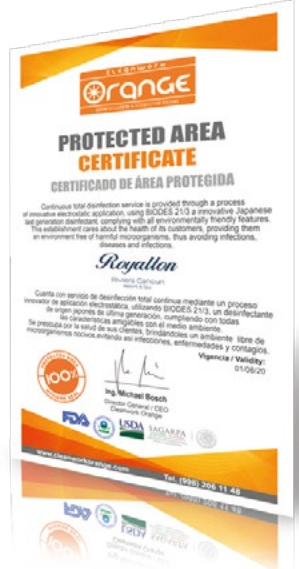 CLEANWORK
ORANGE
PROTECTED AREA
CERTIFICATE
CERTIFICADO DE ÁREA PROTEGIDA
Continuous total disinfection service is provided through a process
of innovative electrostatic application, using BIODES 21/3 a innovative Japanese
last generation disinfectant, complying with all environmentally friendly features.
This establishment cares about the health of its customers, providing them
an environment free of harmful microorganisms, thus avoiding infections,
diseases and infections.
Royalton
Riviera Cancun
Resort & Spa
Cuenta con servicio de desinfección total continua mediante un proceso
innovador de aplicación electrostática, utilizando BIODES 21/3, un desinfectante
de origen japonés de última generación, cumpliendo con todas
las características amigables con el medio ambiente.
Se preocupa por la salud de sus clientes, brindándoles un ambiente libre de
microorganismos nocivos, evitando así infecciones, enfermedades y contagios.
Vigencia / Validity:
01/08/20
100%
Ing. Michael Bosch
Director General / CEO
Cleanwork Orange
FDA
USDA
SAGARPA
www.cleanworkorange.com
Tel. (998) 206 11 48